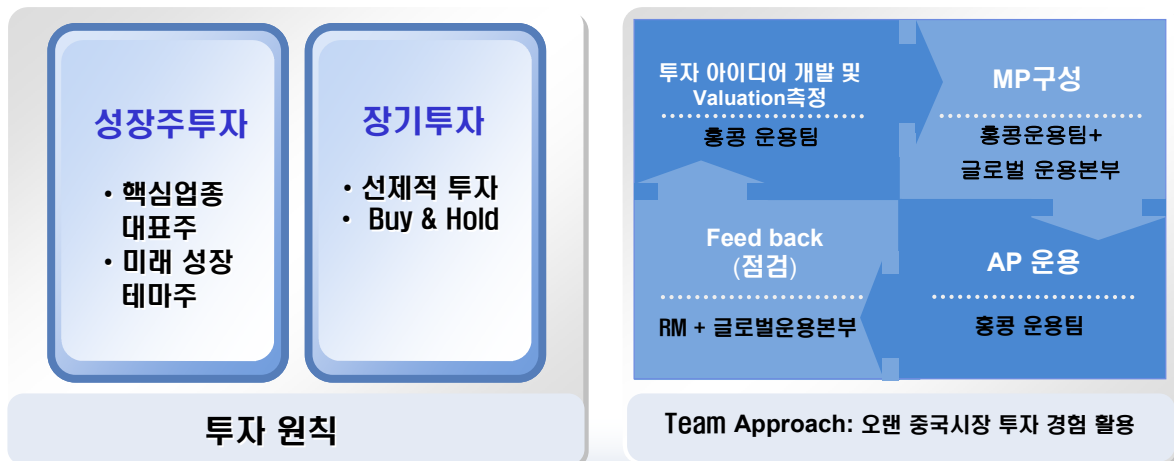 성장주투자
• 핵심업종
대표주
• 미래 성장
테마주
장기투자
• 선제적 투자
• Buy & Hold
투자 원칙
투자 아이디어 개발 및
Valuation측정
홍콩 운용팀
MP구성
홍콩운용팀+
글로벌 운용본부
Feed back
(점검)
RM + 글로벌운용본부
AP 운용
홍콩 운용팀
Team Approach: 오랜 중국시장 투자 경험 활용